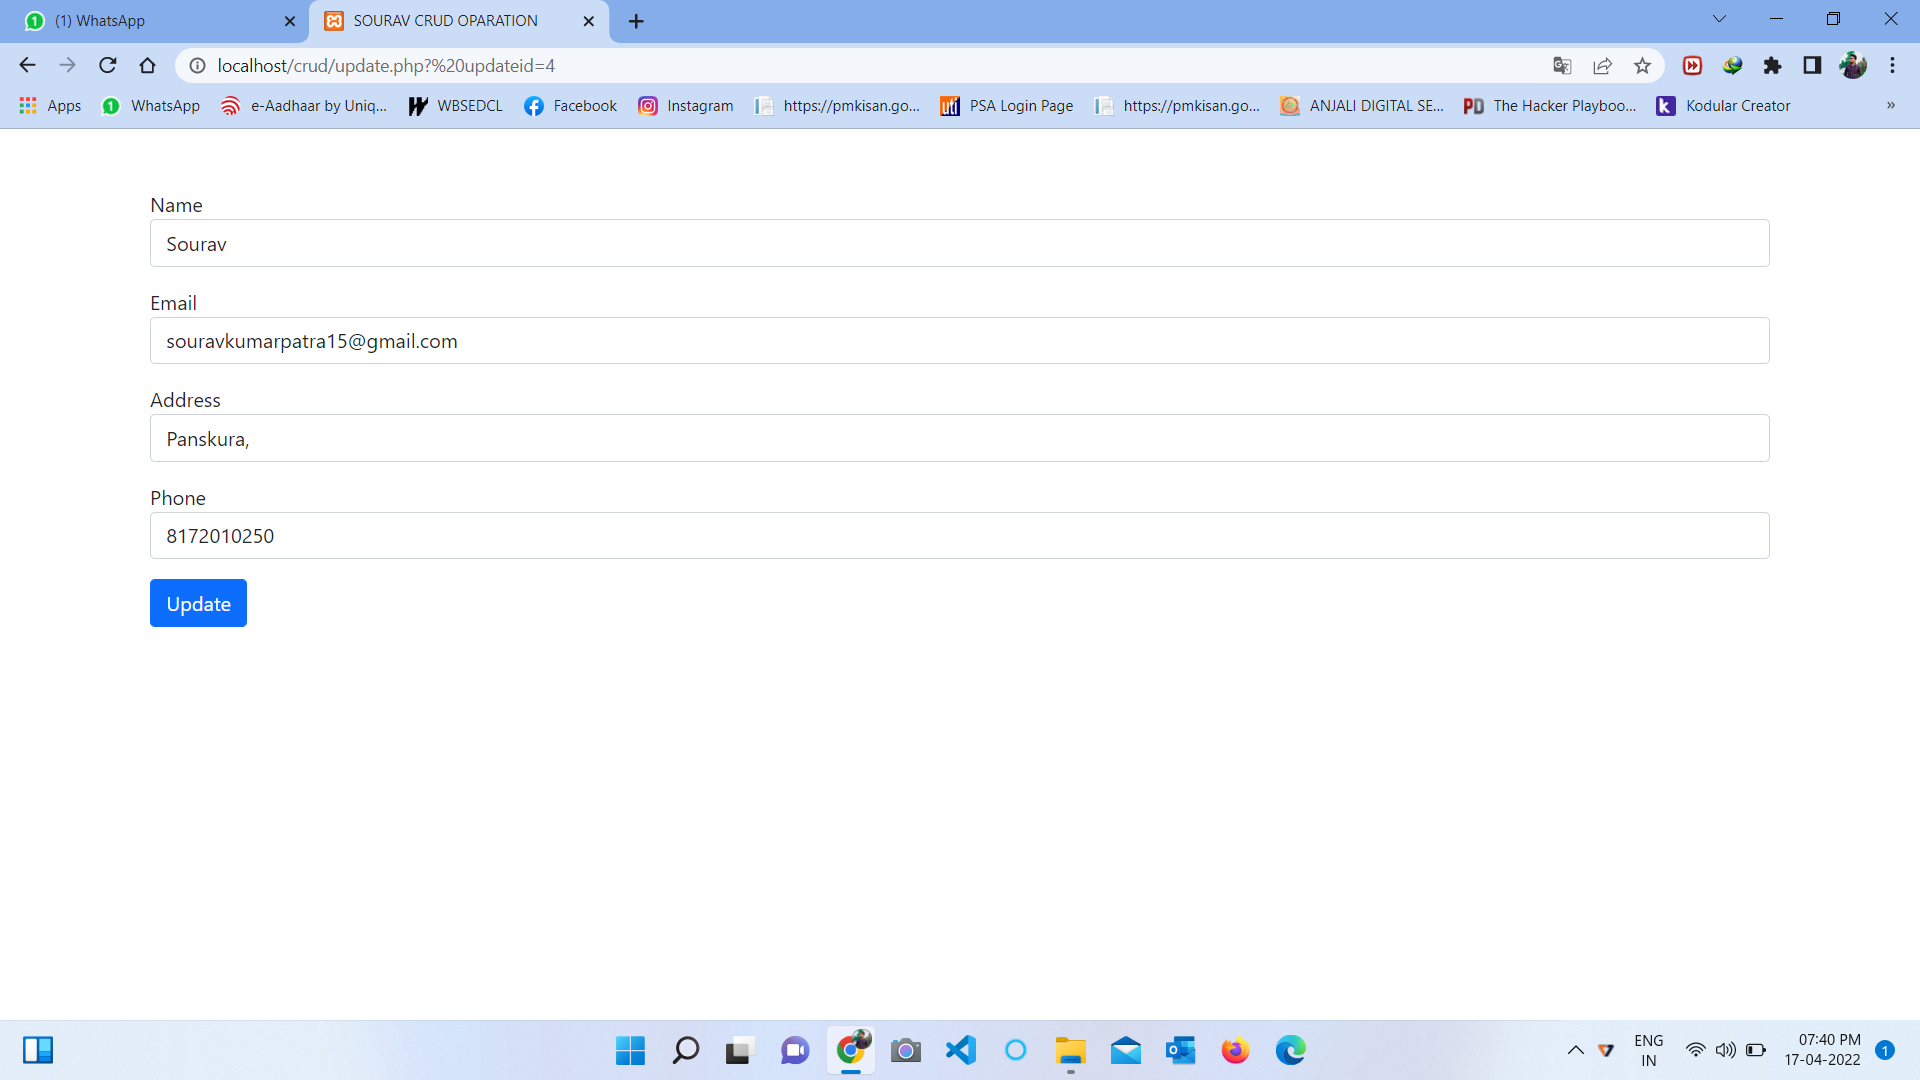 (1) WhatsApp
SOURAV CRUD OPARATION
localhost/crud/update.php?%20updateid=4
Apps
WhatsApp
e-Aadhaar by Uniq...
WBSEDCL
Facebook
Instagram
https://pmkisan.go...
PSA Login Page
https://pmkisan.go...
ANJALI DIGITAL SE...
The Hacker Playboo...
Kodular Creator
»
Name
Sourav
Email
souravkumarpatra15@gmail.com
Address
Panskura,
Phone
8172010250
Update
ENG
IN
07:40 PM
17-04-2022
1